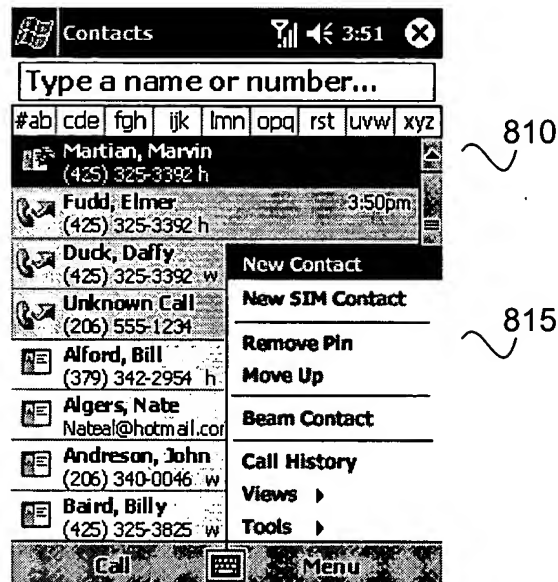 Contacts 3:51
Type a name or number...
#ab cde fgh ijk lmn opq rst uvw xyz
810
Martian, Marvin
(425) 325-3392 h
Fudd, Elmer 3:50pm
(425) 325-3392 h
Duck, Daffy
(425) 325-3392 w
Unknown Call
(206) 555-1234
Alford, Bill
(379) 342-2954 h
Algers, Nate
Nateal@hotmail.cor
Andreson, John
(206) 340-0046 w
Baird, Billy
(425) 325-3825 w
New Contact
New SIM Contact
815
Remove Pin
Move Up
Beam Contact
Call History
Views
Tools
Call Menu